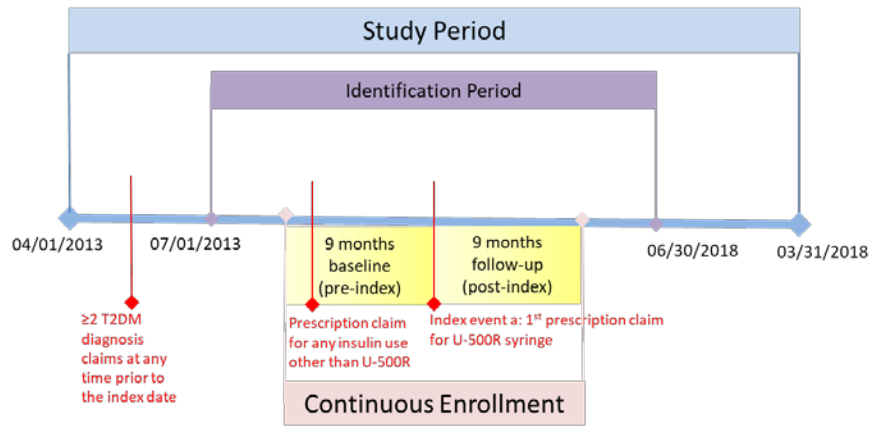 Study Period
Identification Period
04/01/2013
07/01/2013
06/30/2018
03/31/2018
9 months
baseline
(pre-index)
9 months
follow-up
(post-index)
≥2 T2DM
diagnosis
claims at any
time prior to
the index date
Prescription claim
for any insulin use
other than U-500R
Index event a: 1st prescription claim
for U-500R syringe
Continuous Enrollment